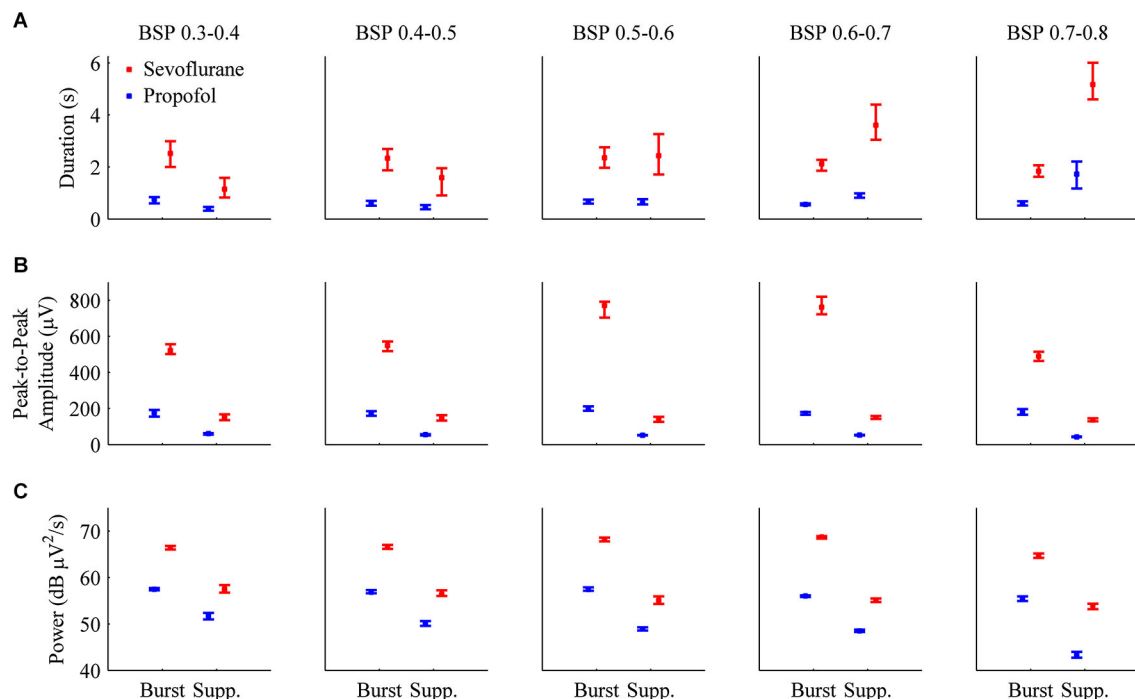 A
BSP 0.3-0.4 BSP 0.4-0.5 BSP 0.5-0.6 BSP 0.6-0.7 BSP 0.7-0.8
Duration (s)
6
4
2
0
Sevoflurane
Propofol
B
Peak-to-Peak
Amplitude (µV)
800
600
400
200
0
C
Power (dB µV²/s)
70
60
50
40
Burst Supp. Burst Supp. Burst Supp. Burst Supp. Burst Supp.